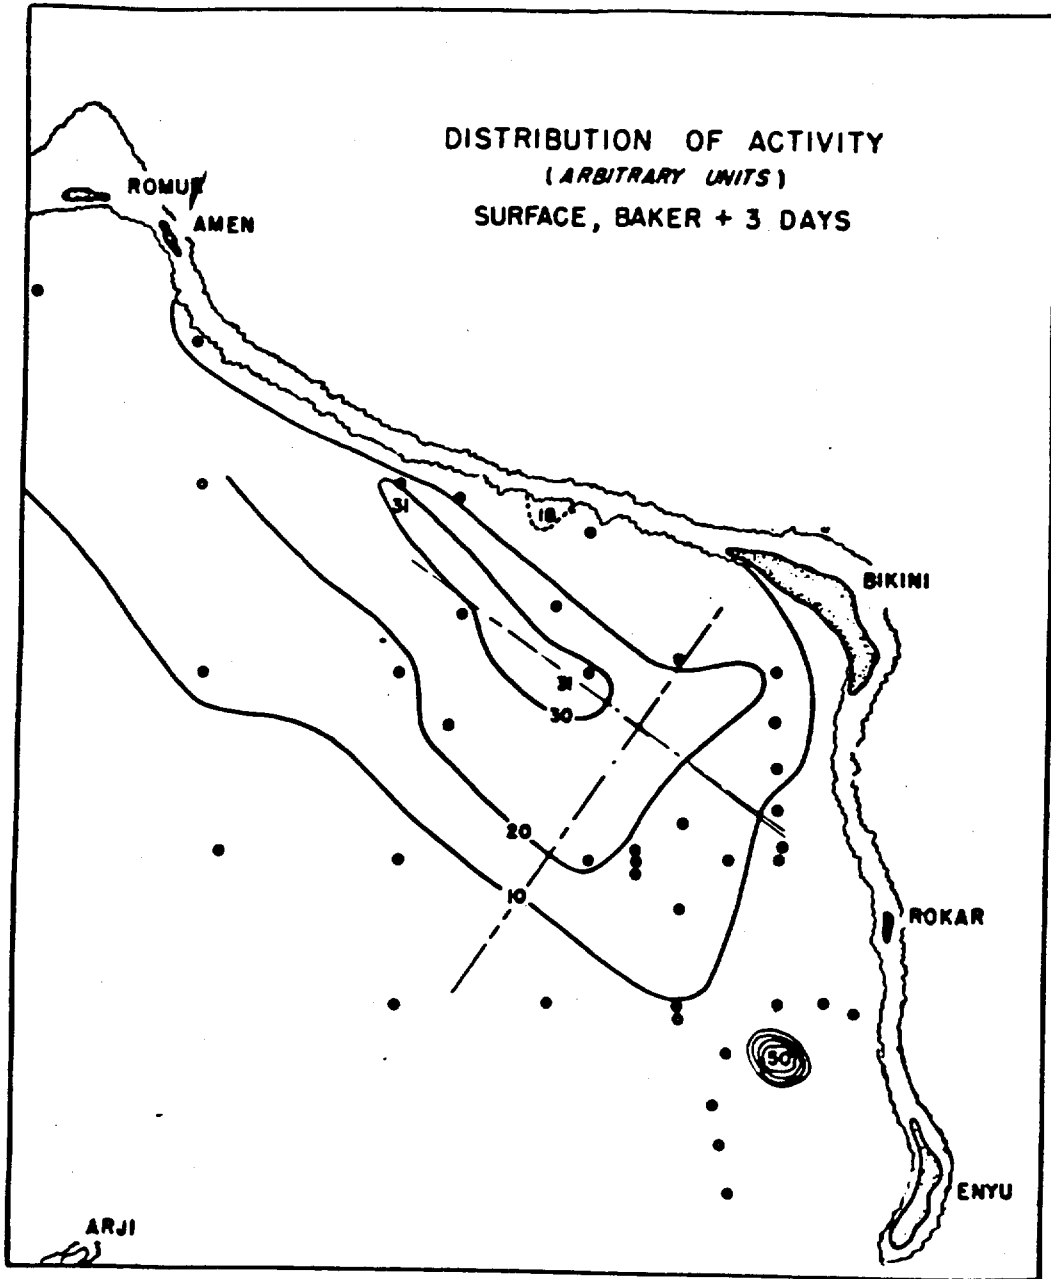 DISTRIBUTION OF ACTIVITY
(ARBITRARY UNITS)
SURFACE, BAKER + 3 DAYS
AMEN
31
18
BIKINI
31
30
20
10
ROKAR
50
ENYU
ARJI